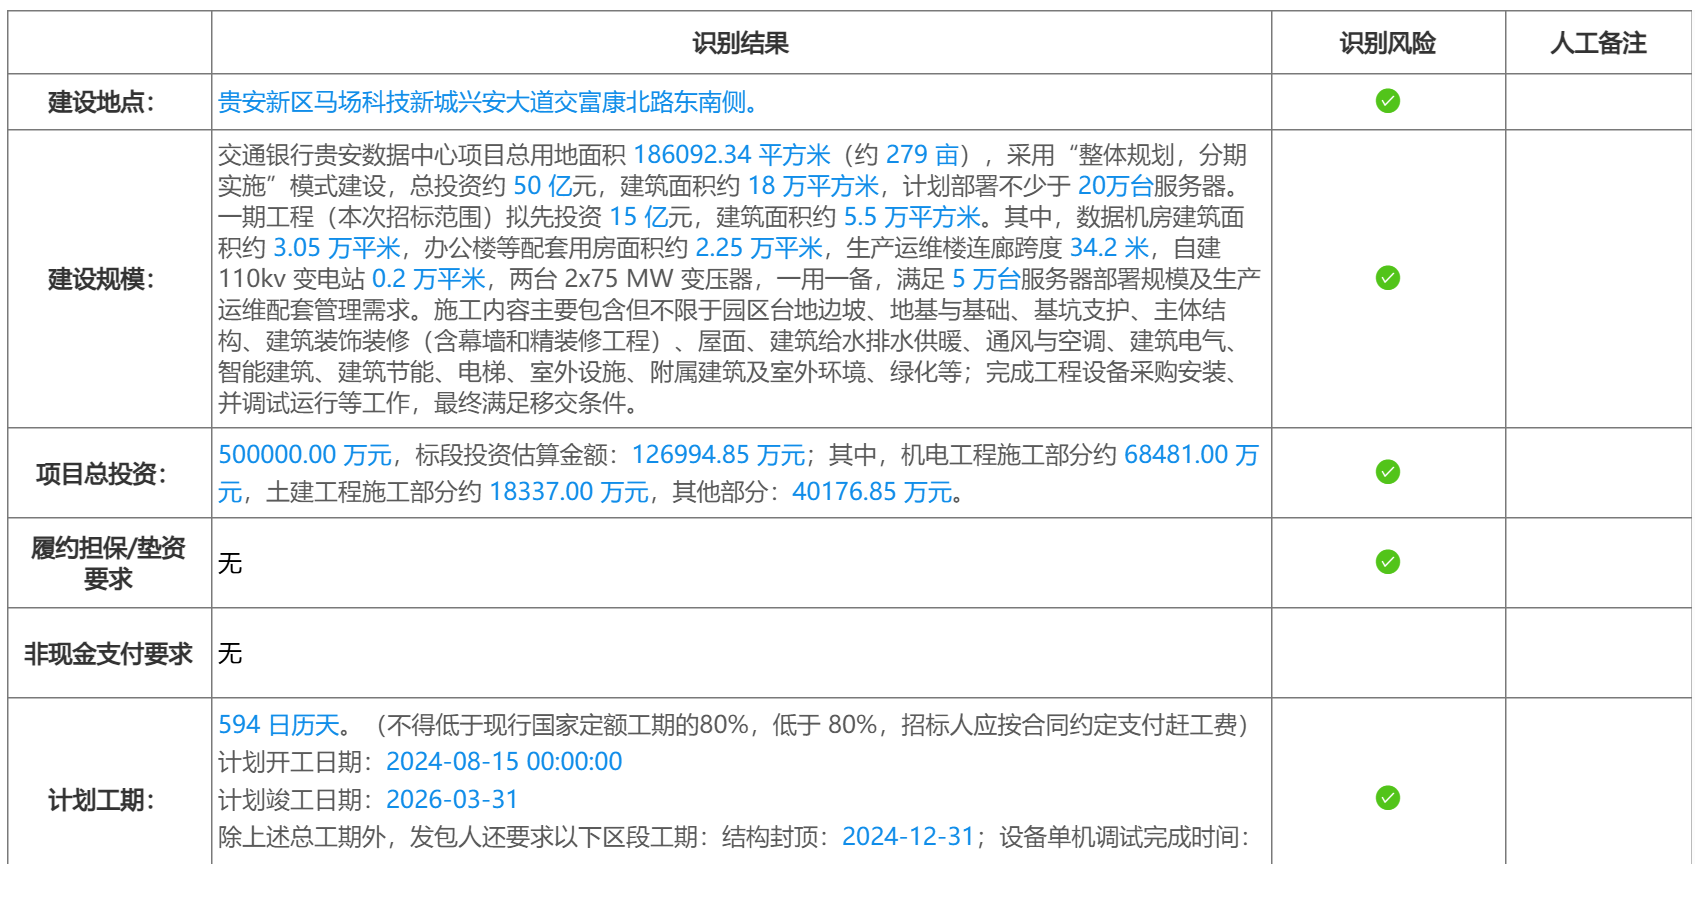 识别结果 识别风险 人工备注
建设地点： 贵安新区马场科技新城兴安大道交富康北路东南侧。
建设规模：
交通银行贵安数据中心项目总用地面积 186092.34 平方米（约 279 亩），采用“整体规划，分期
实施”模式建设，总投资约 50 亿元，建筑面积约 18 万平方米，计划部署不少于 20万台服务器。
一期工程（本次招标范围）拟先投资 15 亿元，建筑面积约 5.5 万平方米。其中，数据机房建筑面
积约 3.05 万平米，办公楼等配套用房面积约 2.25 万平米，生产运维楼连廊跨度 34.2 米，自建
110kv 变电站 0.2 万平米，两台 2x75 MW 变压器，一用一备，满足 5 万台服务器部署规模及生产
运维配套管理需求。施工内容主要包含但不限于园区台地边坡、地基与基础、基坑支护、主体结
构、建筑装饰装修（含幕墙和精装修工程）、屋面、建筑给水排水供暖、通风与空调、建筑电气、
智能建筑、建筑节能、电梯、室外设施、附属建筑及室外环境、绿化等；完成工程设备采购安装、
并调试运行等工作，最终满足移交条件。
项目总投资：
500000.00 万元，标段投资估算金额：126994.85 万元；其中，机电工程施工部分约 68481.00 万
元，土建工程施工部分约 18337.00 万元，其他部分：40176.85 万元。
履约担保/垫资
要求
无
非现金支付要求 无
计划工期：
594 日历天。（不得低于现行国家定额工期的80%，低于 80%，招标人应按合同约定支付赶工费）
计划开工日期：2024-08-15 00:00:00
计划竣工日期：2026-03-31
除上述总工期外，发包人还要求以下区段工期：结构封顶：2024-12-31；设备单机调试完成时间：